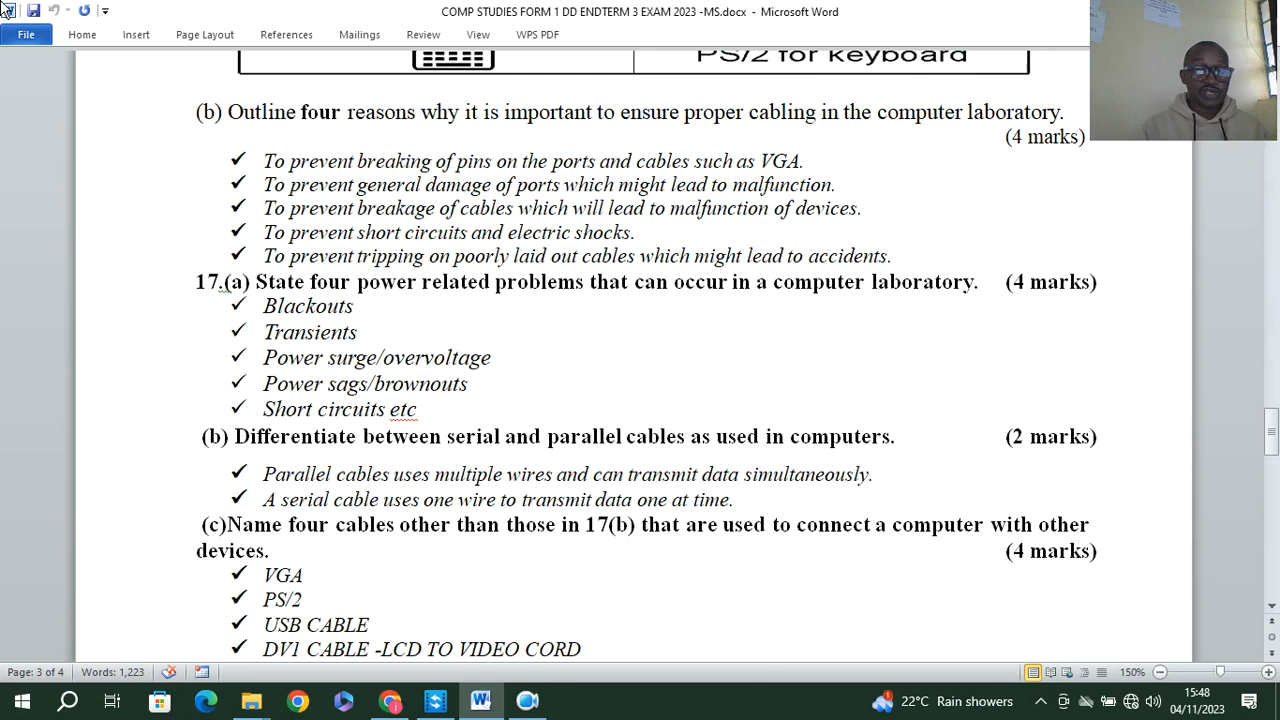 COMP STUDIES FORM 1 DD ENDTERM 3 EXAM 2023 -MS.docx - Microsoft Word
File Home Insert Page Layout References Mailings Review View WPS PDF
PS/2 for keyboard
(b) Outline four reasons why it is important to ensure proper cabling in the computer laboratory.
(4 marks)
✓ To prevent breaking of pins on the ports and cables such as VGA.
✓ To prevent general damage of ports which might lead to malfunction.
✓ To prevent breakage of cables which will lead to malfunction of devices.
✓ To prevent short circuits and electric shocks.
✓ To prevent tripping on poorly laid out cables which might lead to accidents.
17.(a) State four power related problems that can occur in a computer laboratory. (4 marks)
✓ Blackouts
✓ Transients
✓ Power surge/overvoltage
✓ Power sags/brownouts
✓ Short circuits etc
(b) Differentiate between serial and parallel cables as used in computers. (2 marks)
✓ Parallel cables uses multiple wires and can transmit data simultaneously.
✓ A serial cable uses one wire to transmit data one at time.
(c)Name four cables other than those in 17(b) that are used to connect a computer with other
devices. (4 marks)
✓ VGA
✓ PS/2
✓ USB CABLE
✓ DV1 CABLE -LCD TO VIDEO CORD
Page: 3 of 4 Words: 1,223 150%
22°C Rain showers 15:48
04/11/2023